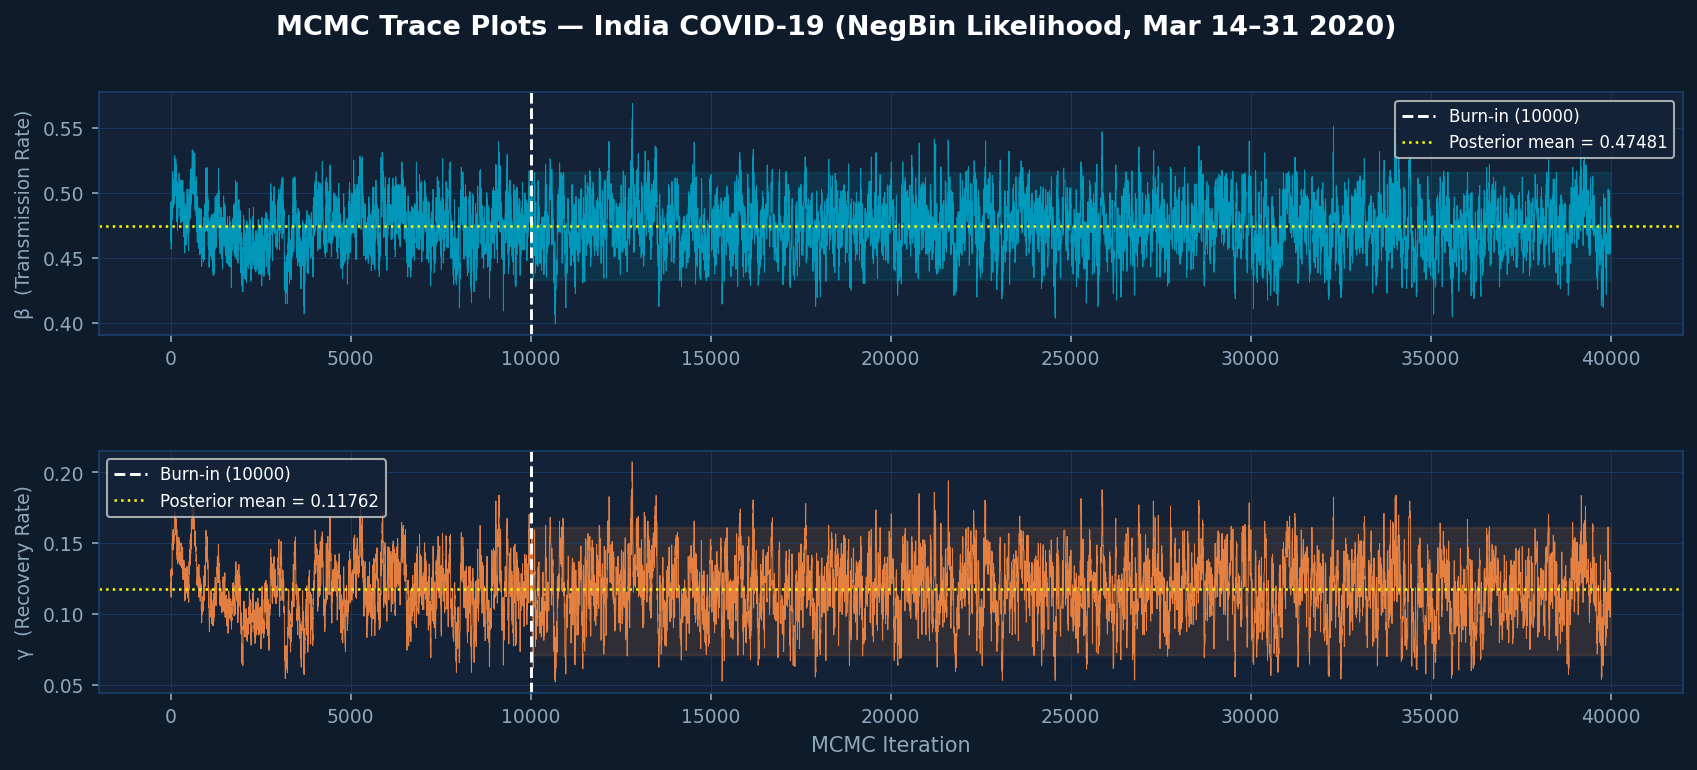 MCMC Trace Plots — India COVID-19 (NegBin Likelihood, Mar 14–31 2020)
β (Transmission Rate)
0.55
0.50
0.45
0.40
Burn-in (10000)
Posterior mean = 0.47481
0 5000 10000 15000 20000 25000 30000 35000 40000
γ (Recovery Rate)
0.20
0.15
0.10
0.05
Burn-in (10000)
Posterior mean = 0.11762
0 5000 10000 15000 20000 25000 30000 35000 40000
MCMC Iteration